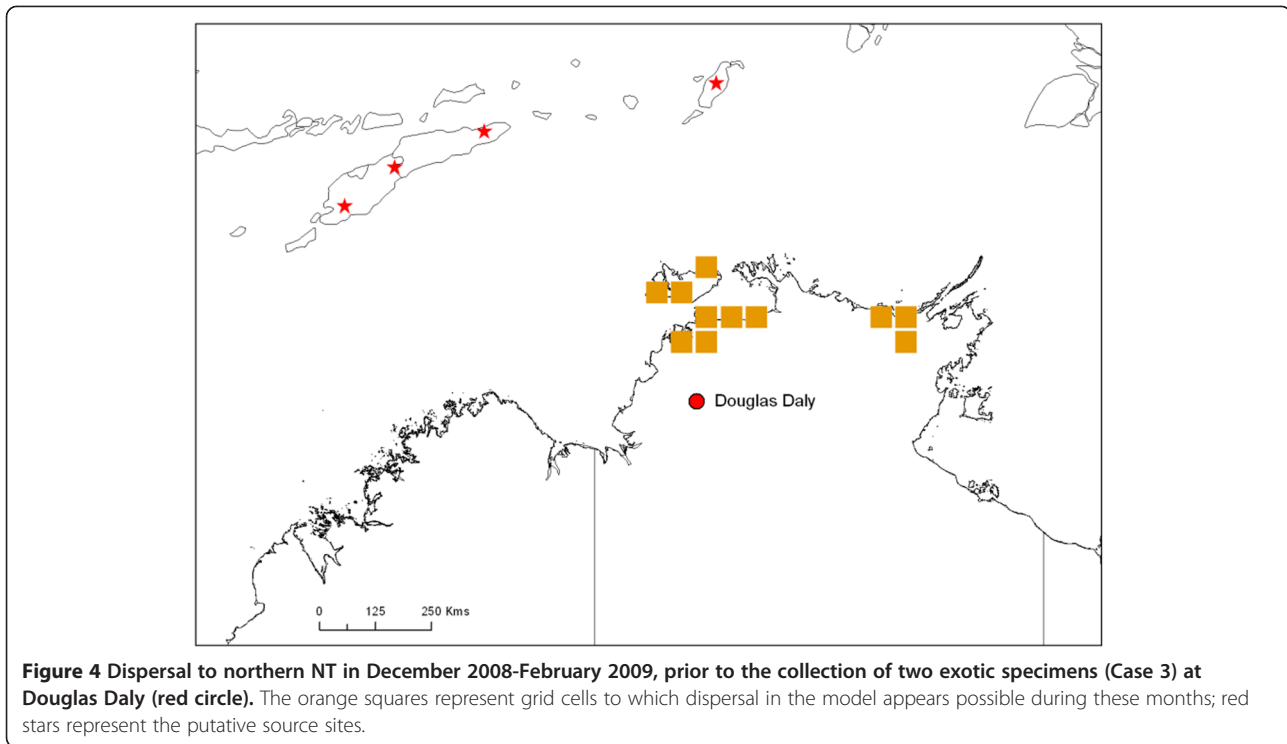 Douglas Daly
0 125 250 Kms
Figure 4 Dispersal to northern NT in December 2008-February 2009, prior to the collection of two exotic specimens (Case 3) at
Douglas Daly (red circle). The orange squares represent grid cells to which dispersal in the model appears possible during these months; red
stars represent the putative source sites.